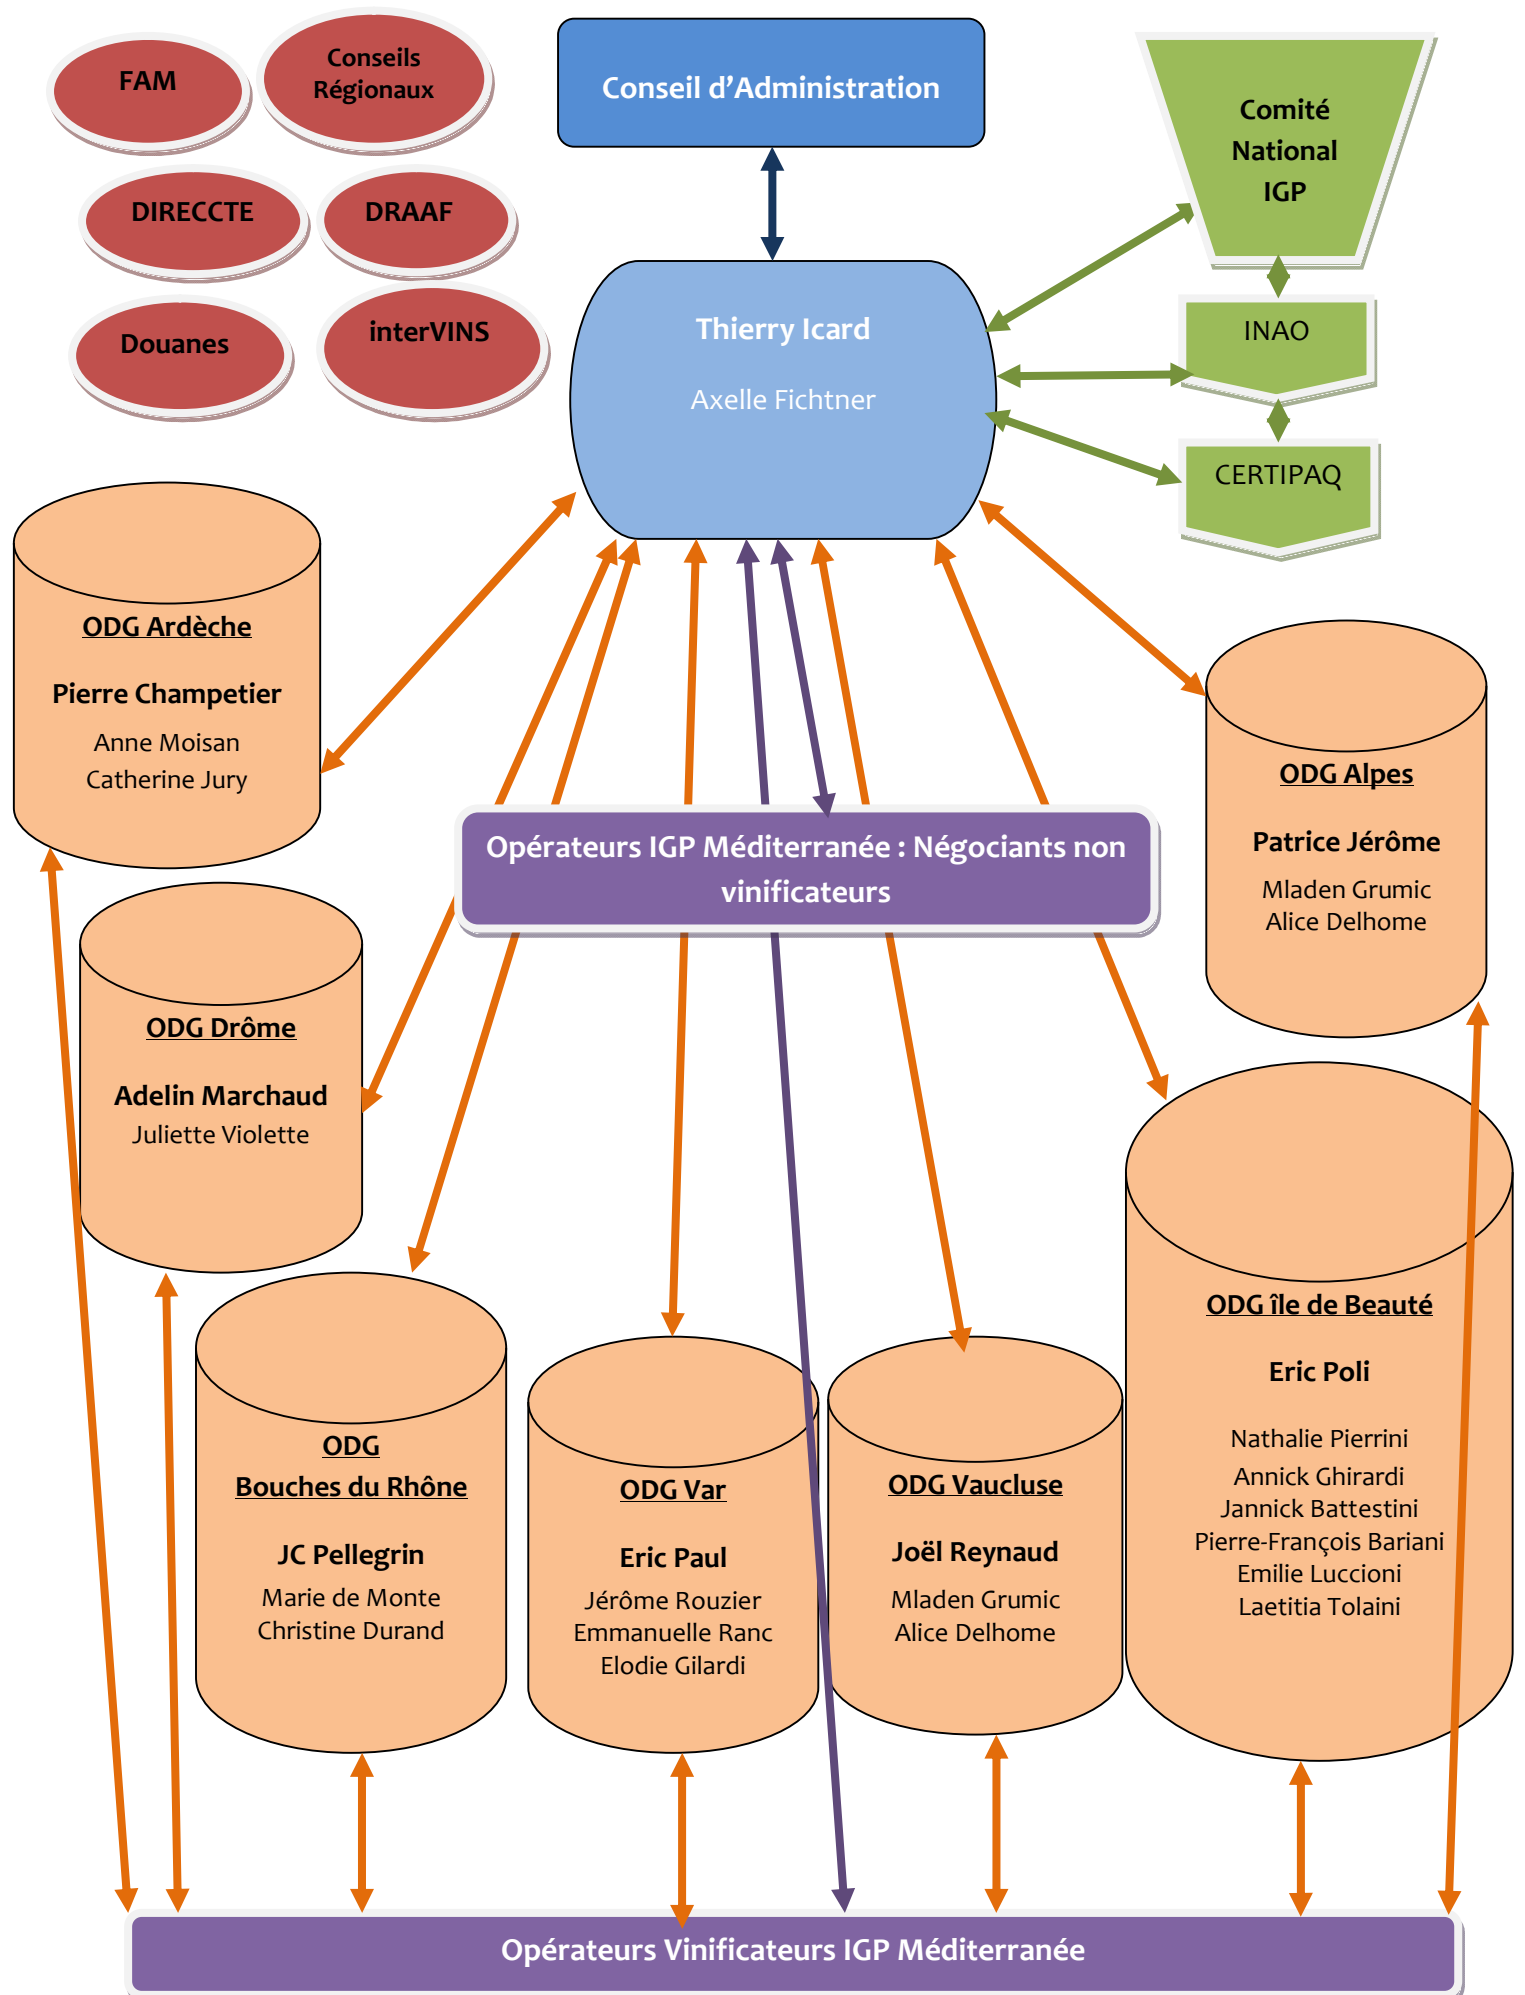 FAM
Conseils
Régionaux
DIRECCTE
DRAAF
Douanes
interVINS
Conseil d’Administration
Comité
National
IGP
INAO
CERTIPAQ
Thierry Icard
Axelle Fichtner
ODG Ardèche
Pierre Champetier
Anne Moisan
Catherine Jury
ODG Alpes
Patrice Jérôme
Mladen Grumic
Alice Delhome
Opérateurs IGP Méditerranée : Négociants non
vinificateurs
ODG Drôme
Adelin Marchaud
Juliette Violette
ODG
Bouches du Rhône
JC Pellegrin
Marie de Monte
Christine Durand
ODG Var
Eric Paul
Jérôme Rouzier
Emmanuelle Ranc
Elodie Gilardi
ODG Vaucluse
Joël Reynaud
Mladen Grumic
Alice Delhome
ODG île de Beauté
Eric Poli
Nathalie Pierrini
Annick Ghirardi
Jannick Battestini
Pierre-François Bariani
Emilie Luccioni
Laetitia Tolaini
Opérateurs Vinificateurs IGP Méditerranée